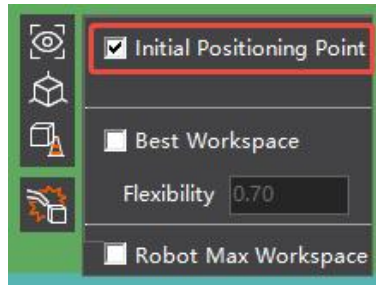 Initial Positioning Point
Best Workspace
Flexibility 0.70
Robot Max Workspace